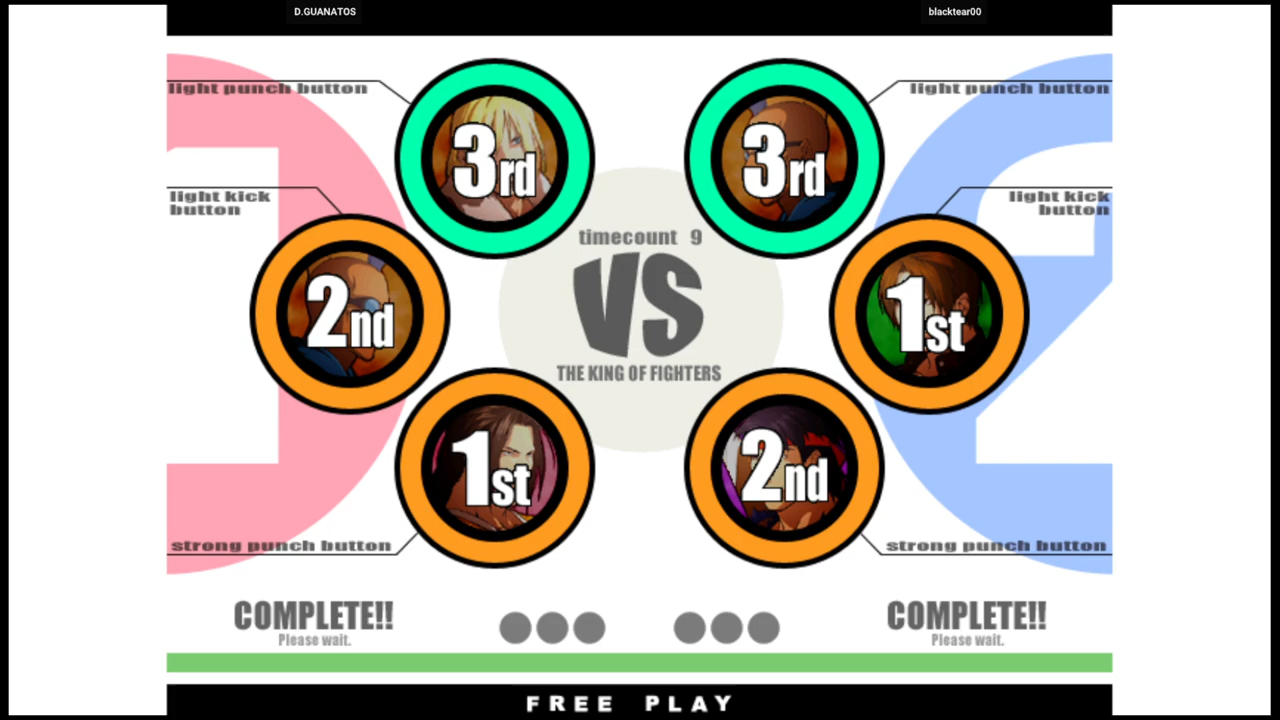 D.GUANATOS
blacktear00
light punch button
light punch button
3rd
3rd
light kick
button
light kick
button
timecount 9
VS
THE KING OF FIGHTERS
2nd
1st
1st
2nd
strong punch button
strong punch button
COMPLETE!!
Please wait.
COMPLETE!!
Please wait.
FREE PLAY